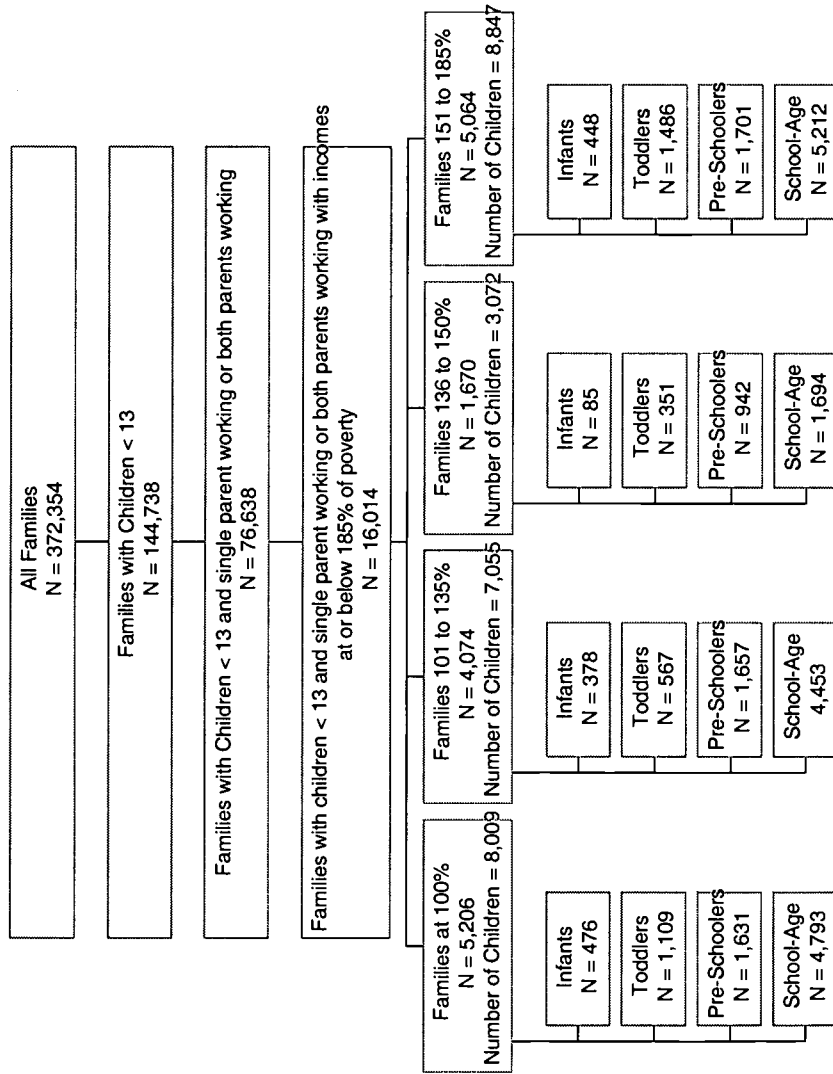 All Families
N = 372,354
Families with Children < 13
N = 144,738
Families with Children < 13 and single parent working or both parents working
N = 76,638
Families with children < 13 and single parent working or both parents working with incomes
at or below 185% of poverty
N = 16,014
Families at 100%
N = 5,206
Number of Children = 8,009
Infants
N = 476
Toddlers
N = 1,109
Pre-Schoolers
N = 1,631
School-Age
N = 4,793
Families 101 to 135%
N = 4,074
Number of Children = 7,055
Infants
N = 378
Toddlers
N = 567
Pre-Schoolers
N = 1,657
School-Age
4,453
Families 136 to 150%
N = 1,670
Number of Children = 3,072
Infants
N = 85
Toddlers
N = 351
Pre-Schoolers
N = 942
School-Age
N = 1,694
Families 151 to 185%
N = 5,064
Number of Children = 8,847
Infants
N = 448
Toddlers
N = 1,486
Pre-Schoolers
N = 1,701
School-Age
N = 5,212